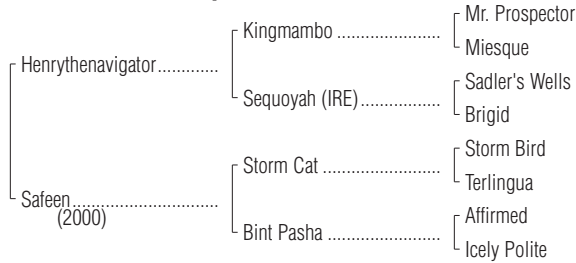 Mr. Prospector
Kingmambo ..................
Miesque
Henrythenavigator.............
Sadler's Wells
Sequoyah (IRE)..............
Brigid
Storm Bird
Storm Cat ....................
Terlingua
Safeen...............................
(2000)
Affirmed
Bint Pasha ....................
Icely Polite